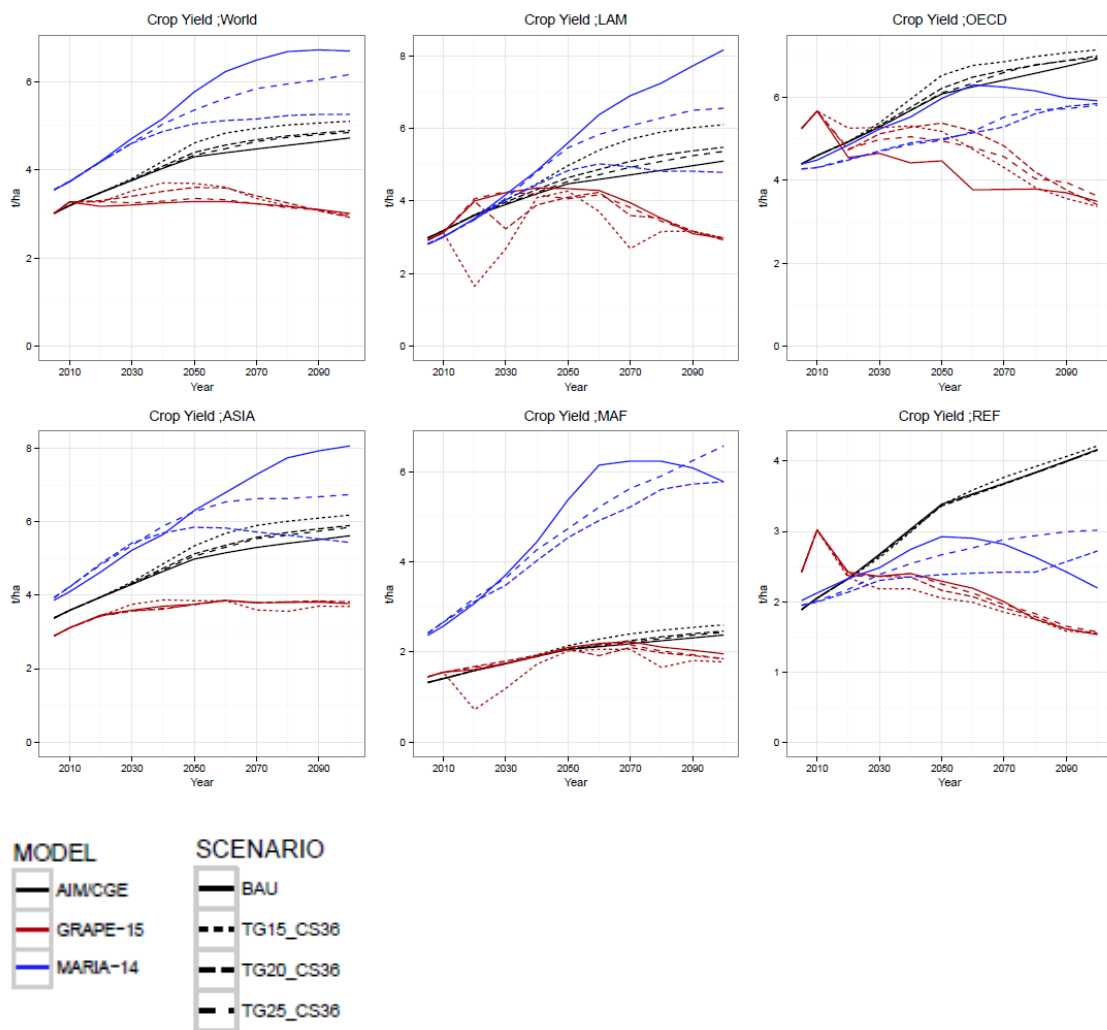 Crop Yield ;World
Crop Yield ;LAM
Crop Yield ;OECD
6
4
2
0
t/ha
2010 2030 2050 2070 2090
Year
8
6
4
2
0
t/ha
2010 2030 2050 2070 2090
Year
6
4
2
0
t/ha
2010 2030 2050 2070 2090
Year
Crop Yield ;ASIA
Crop Yield ;MAF
Crop Yield ;REF
8
6
4
2
0
t/ha
2010 2030 2050 2070 2090
Year
6
4
2
0
t/ha
2010 2030 2050 2070 2090
Year
4
3
2
1
0
t/ha
2010 2030 2050 2070 2090
Year
MODEL
AIM/CGE
GRAPE-15
MARIA-14
SCENARIO
BAU
TG15_CS36
TG20_CS36
TG25_CS36